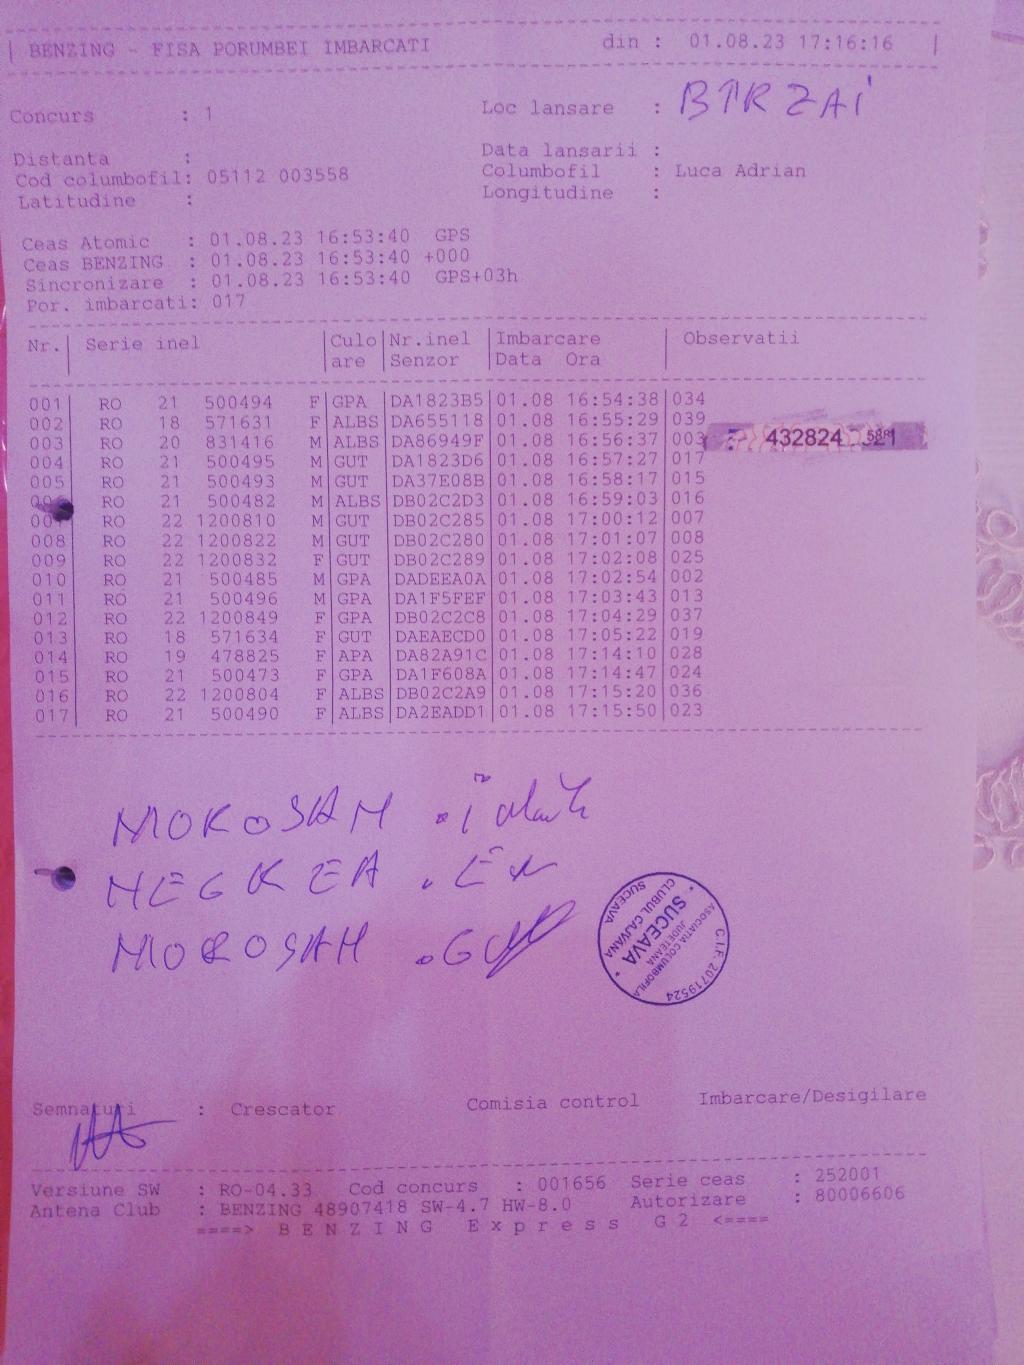 BENZING - FISA PORUMBEI IMBARCATI din : 01.08.23 17:16:16
Concurs : 1 Loc lansare : BIRZAI
Distanta : Data lansarii :
Cod columbofil: 05112 003558 Columbofil : Luca Adrian
Latitudine : Longitudine :
Ceas Atomic : 01.08.23 16:53:40 GPS
Ceas BENZING : 01.08.23 16:53:40 +000
Sincronizare : 01.08.23 16:53:40 GPS+03h
Por. imbarcati: 017
Nr. | Serie inel | Culo | Nr.inel | Imbarcare | Observatii
are | Senzor | Data Ora
001 RO 21 500494 F GPA DA1823B5 01.08 16:54:38 034
002 RO 18 571631 F ALBS DA655118 01.08 16:55:29 039
003 RO 20 831416 M ALBS DA86949F 01.08 16:56:37 003 432824
004 RO 21 500495 M GUT DA1823D6 01.08 16:57:27 017
005 RO 21 500493 M GUT DA37E08B 01.08 16:58:17 015
RO 21 500482 M ALBS DB02C2D3 01.08 16:59:03 016
007 RO 22 1200810 M GUT DB02C285 01.08 17:00:12 007
008 RO 22 1200822 M GUT DB02C280 01.08 17:01:07 008
009 RO 22 1200832 F GUT DB02C289 01.08 17:02:08 025
010 RO 21 500485 M GPA DADEEA0A 01.08 17:02:54 002
011 RO 21 500496 M GPA DA1F5FEF 01.08 17:03:43 013
012 RO 22 1200849 F GPA DB02C2C8 01.08 17:04:29 037
013 RO 18 571634 F GUT DAEAECD0 01.08 17:05:22 019
014 RO 19 478825 F APA DA82A91C 01.08 17:14:10 028
015 RO 21 500473 F GPA DA1F608A 01.08 17:14:47 024
016 RO 22 1200804 F ALBS DB02C2A9 01.08 17:15:20 036
017 RO 21 500490 F ALBS DA2EADD1 01.08 17:15:50 023
MOROSAN
NEGREA
MOROSAN
ASOCIATIA COLUMBOFILA C.I.F. 20719524
JUDETEANA
SUCEAVA
CLUBUL CAJVANA
SUCEAVA
Semnaturi : Crescator Comisia control Imbarcare/Desigilare
Versiune SW : RO-04.33 Cod concurs : 001656 Serie ceas : 252001
Antena Club : BENZING 48907418 SW-4.7 HW-8.0 Autorizare : 80006606
====> B E N Z I N G E x p r e s s G 2 <====